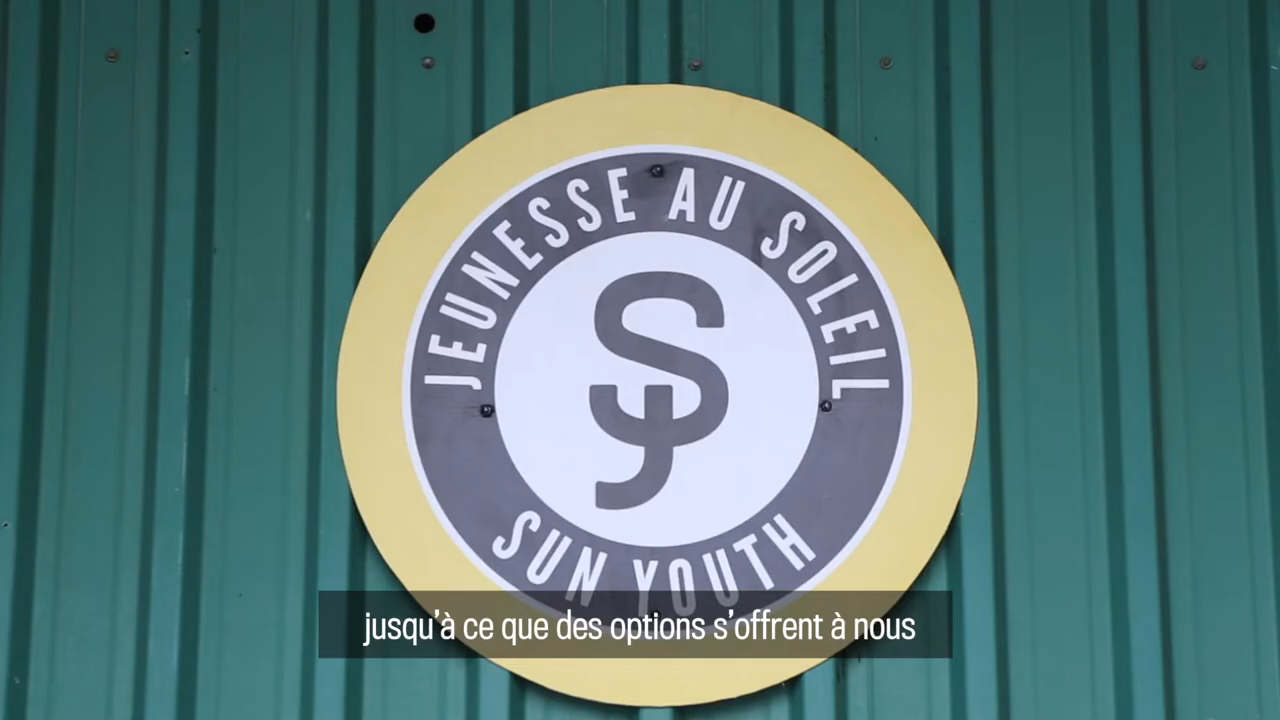 JEUNESSE AU SOLEIL
SJ
SUN YOUTH
jusqu'à ce que des options s'offrent à nous